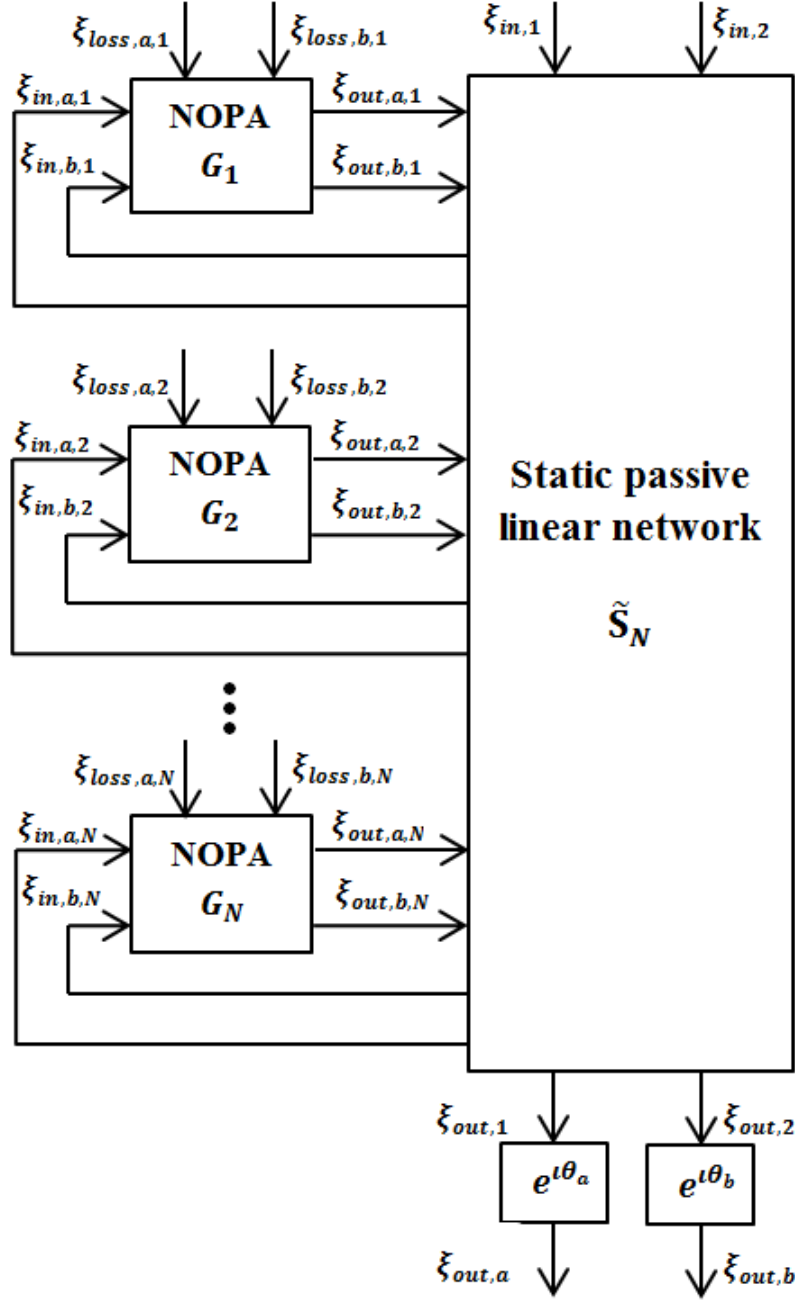 ξ_{loss,a,1} ξ_{loss,b,1} ξ_{in,1} ξ_{in,2}
ξ_{in,a,1} NOPA ξ_{out,a,1}
ξ_{in,b,1} G_1 ξ_{out,b,1}
ξ_{loss,a,2} ξ_{loss,b,2}
ξ_{in,a,2} NOPA ξ_{out,a,2}
ξ_{in,b,2} G_2 ξ_{out,b,2}
Static passive
linear network
S̃_N
ξ_{loss,a,N} ξ_{loss,b,N}
ξ_{in,a,N} NOPA ξ_{out,a,N}
ξ_{in,b,N} G_N ξ_{out,b,N}
ξ_{out,1} ξ_{out,2}
e^{ιθ_a} e^{ιθ_b}
ξ_{out,a} ξ_{out,b}